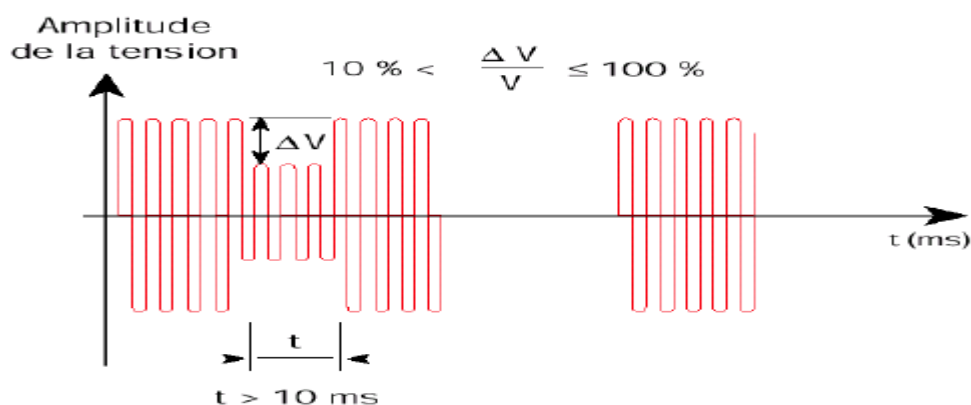 Amplitude
de la tension
10 % < ΔV/V ≤ 100 %
ΔV
t (ms)
t
t > 10 ms